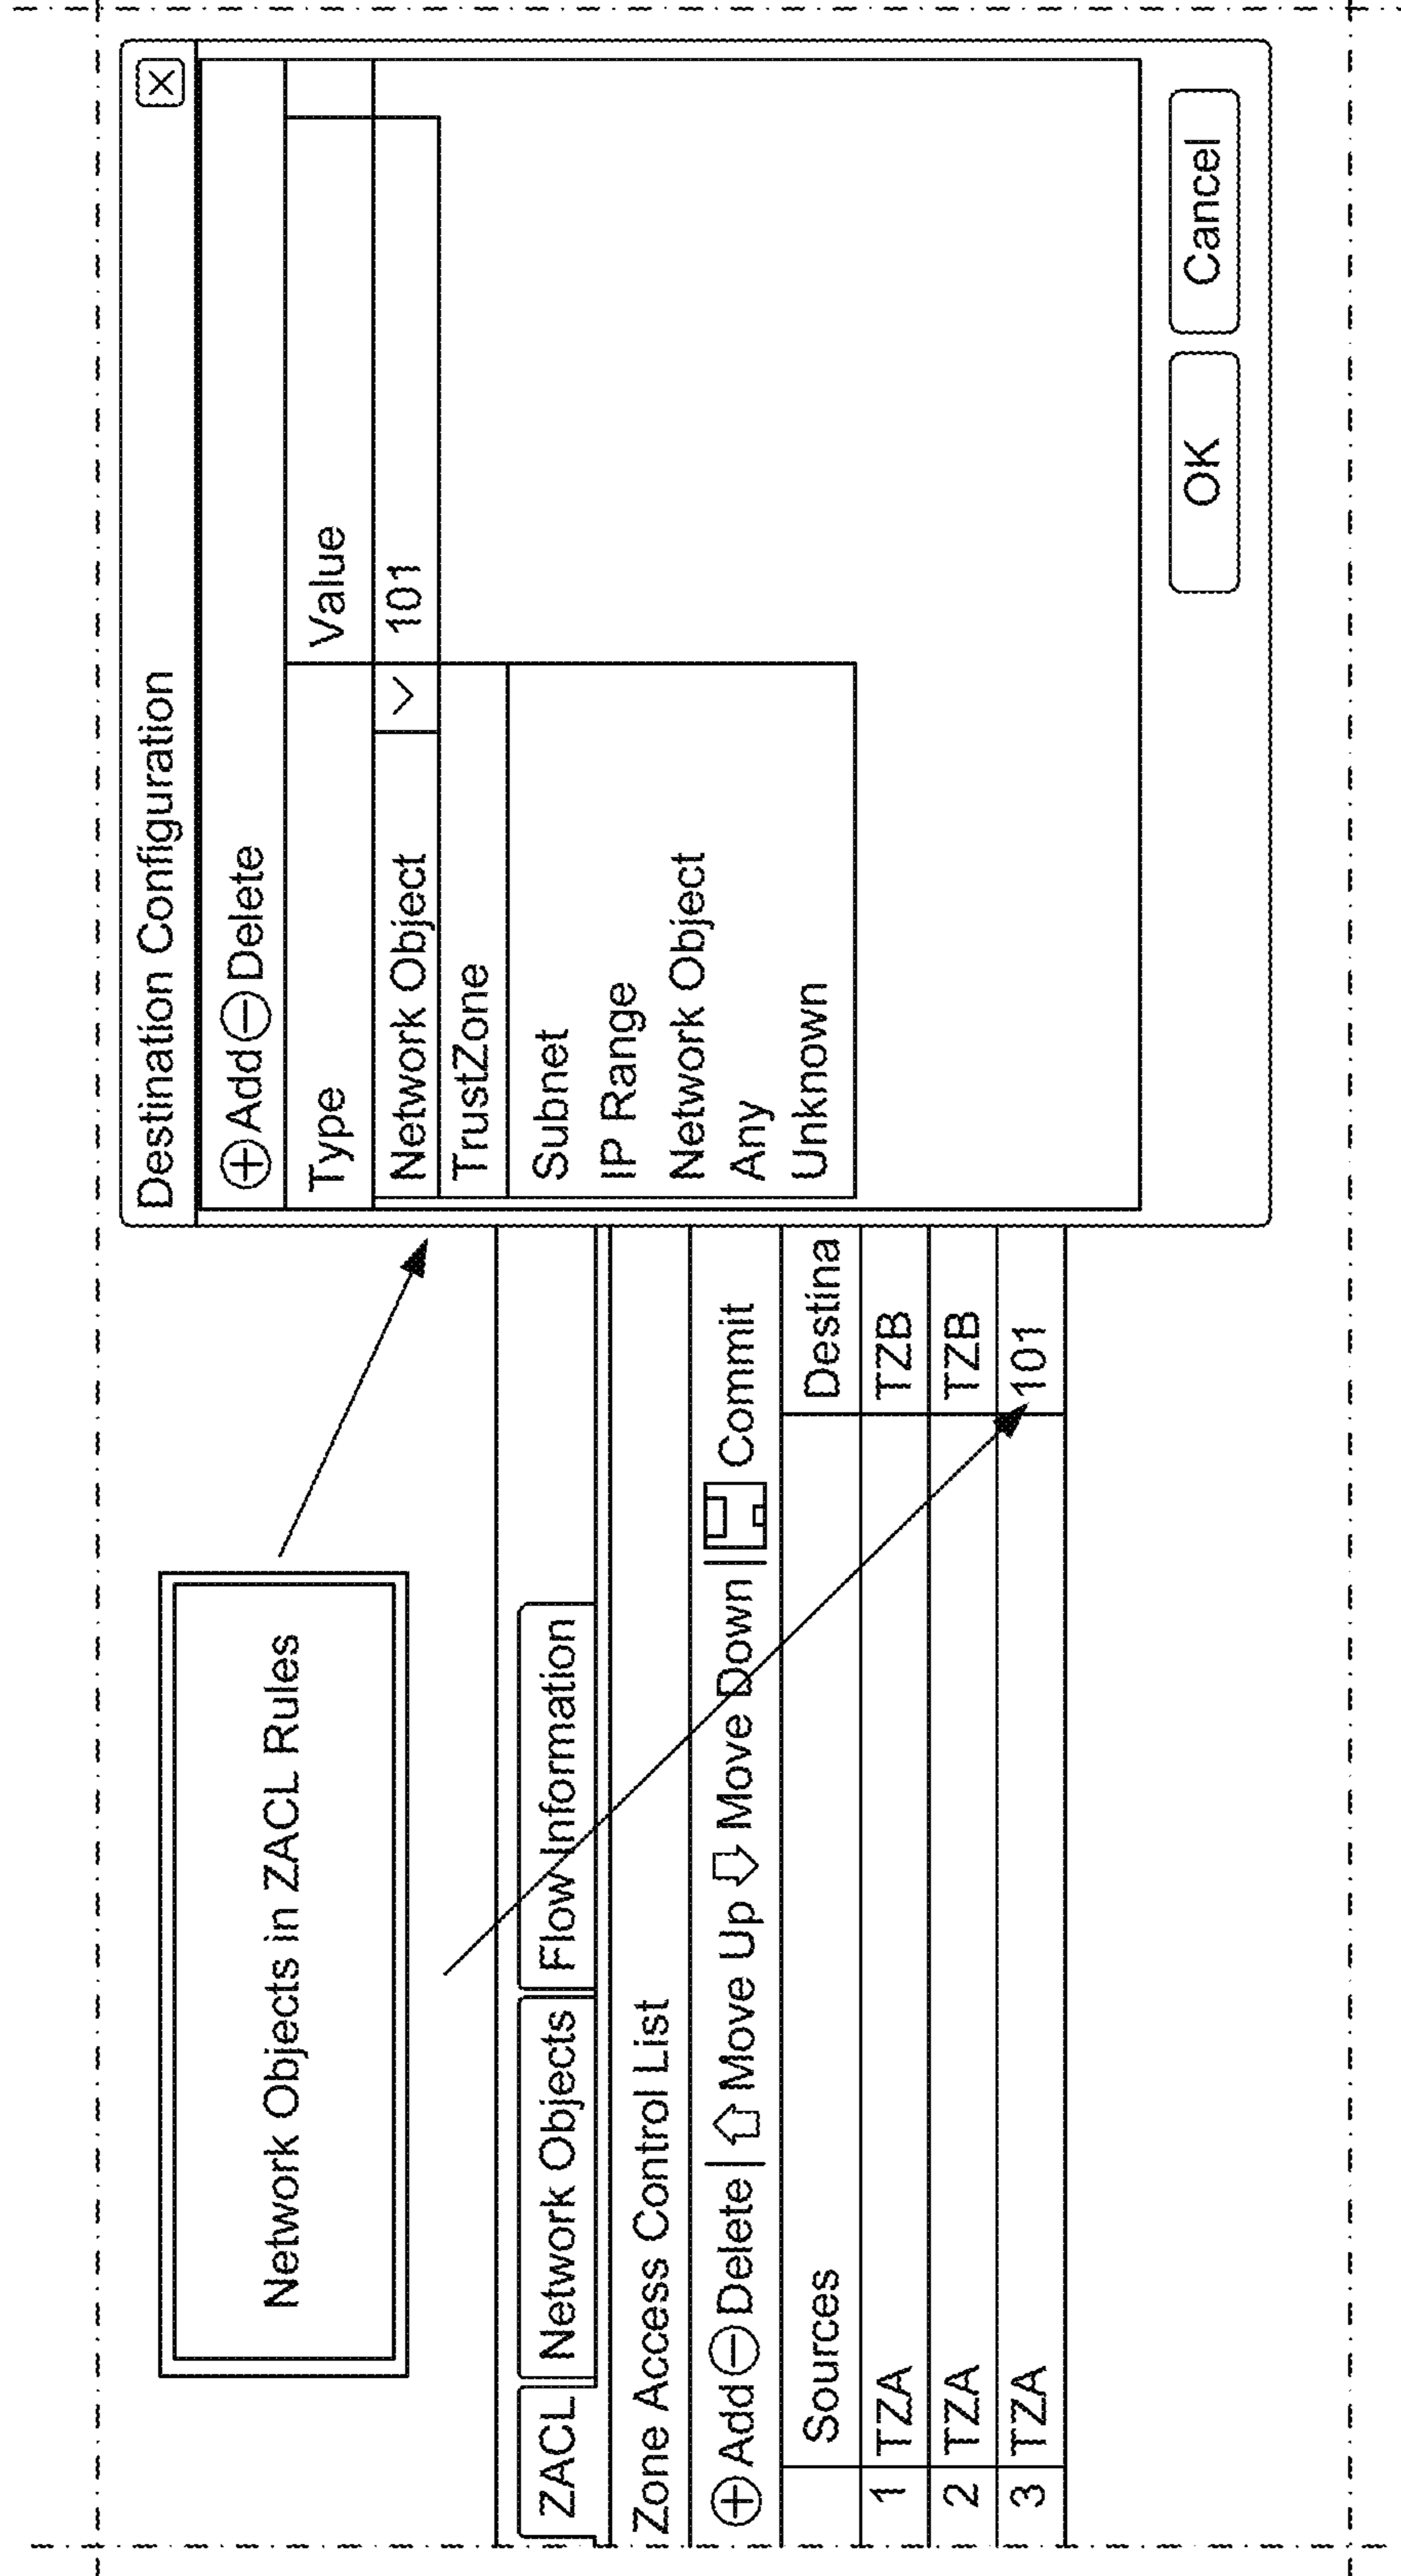 Network Objects in ZACL Rules
ZACL Network Objects Flow Information
Zone Access Control List
Add Delete | Move Up Move Down | Commit
Sources Destina
1 TZA TZB
2 TZA TZB
3 TZA 101
Destination Configuration
Add Delete
Type Value
Network Object 101
TrustZone
Subnet
IP Range
Network Object
Any
Unknown
OK Cancel